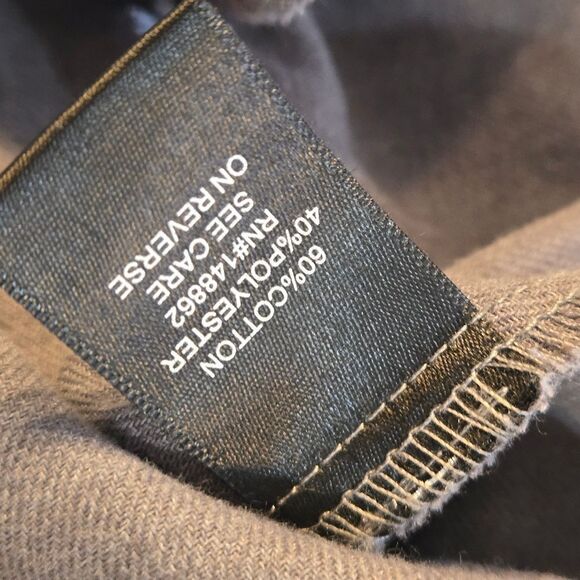 60%COTTON
40%POLYESTER
RN#148862
SEE CARE
ON REVERSE